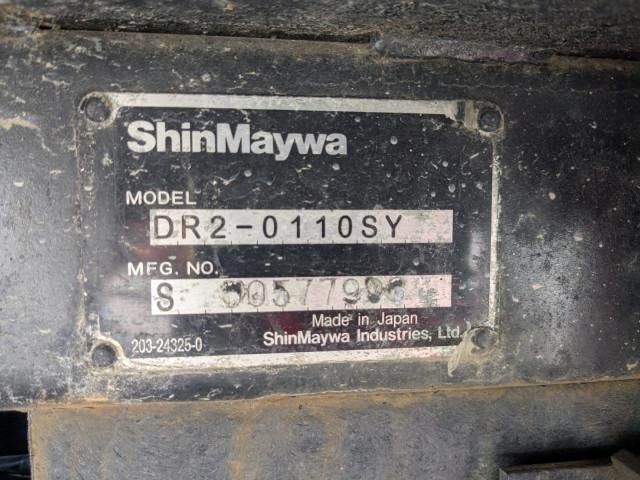 ShinMaywa
MODEL
DR2-0110SY
MFG. NO.
S
Made in Japan
203-24325-0
ShinMaywa Industries, Ltd.